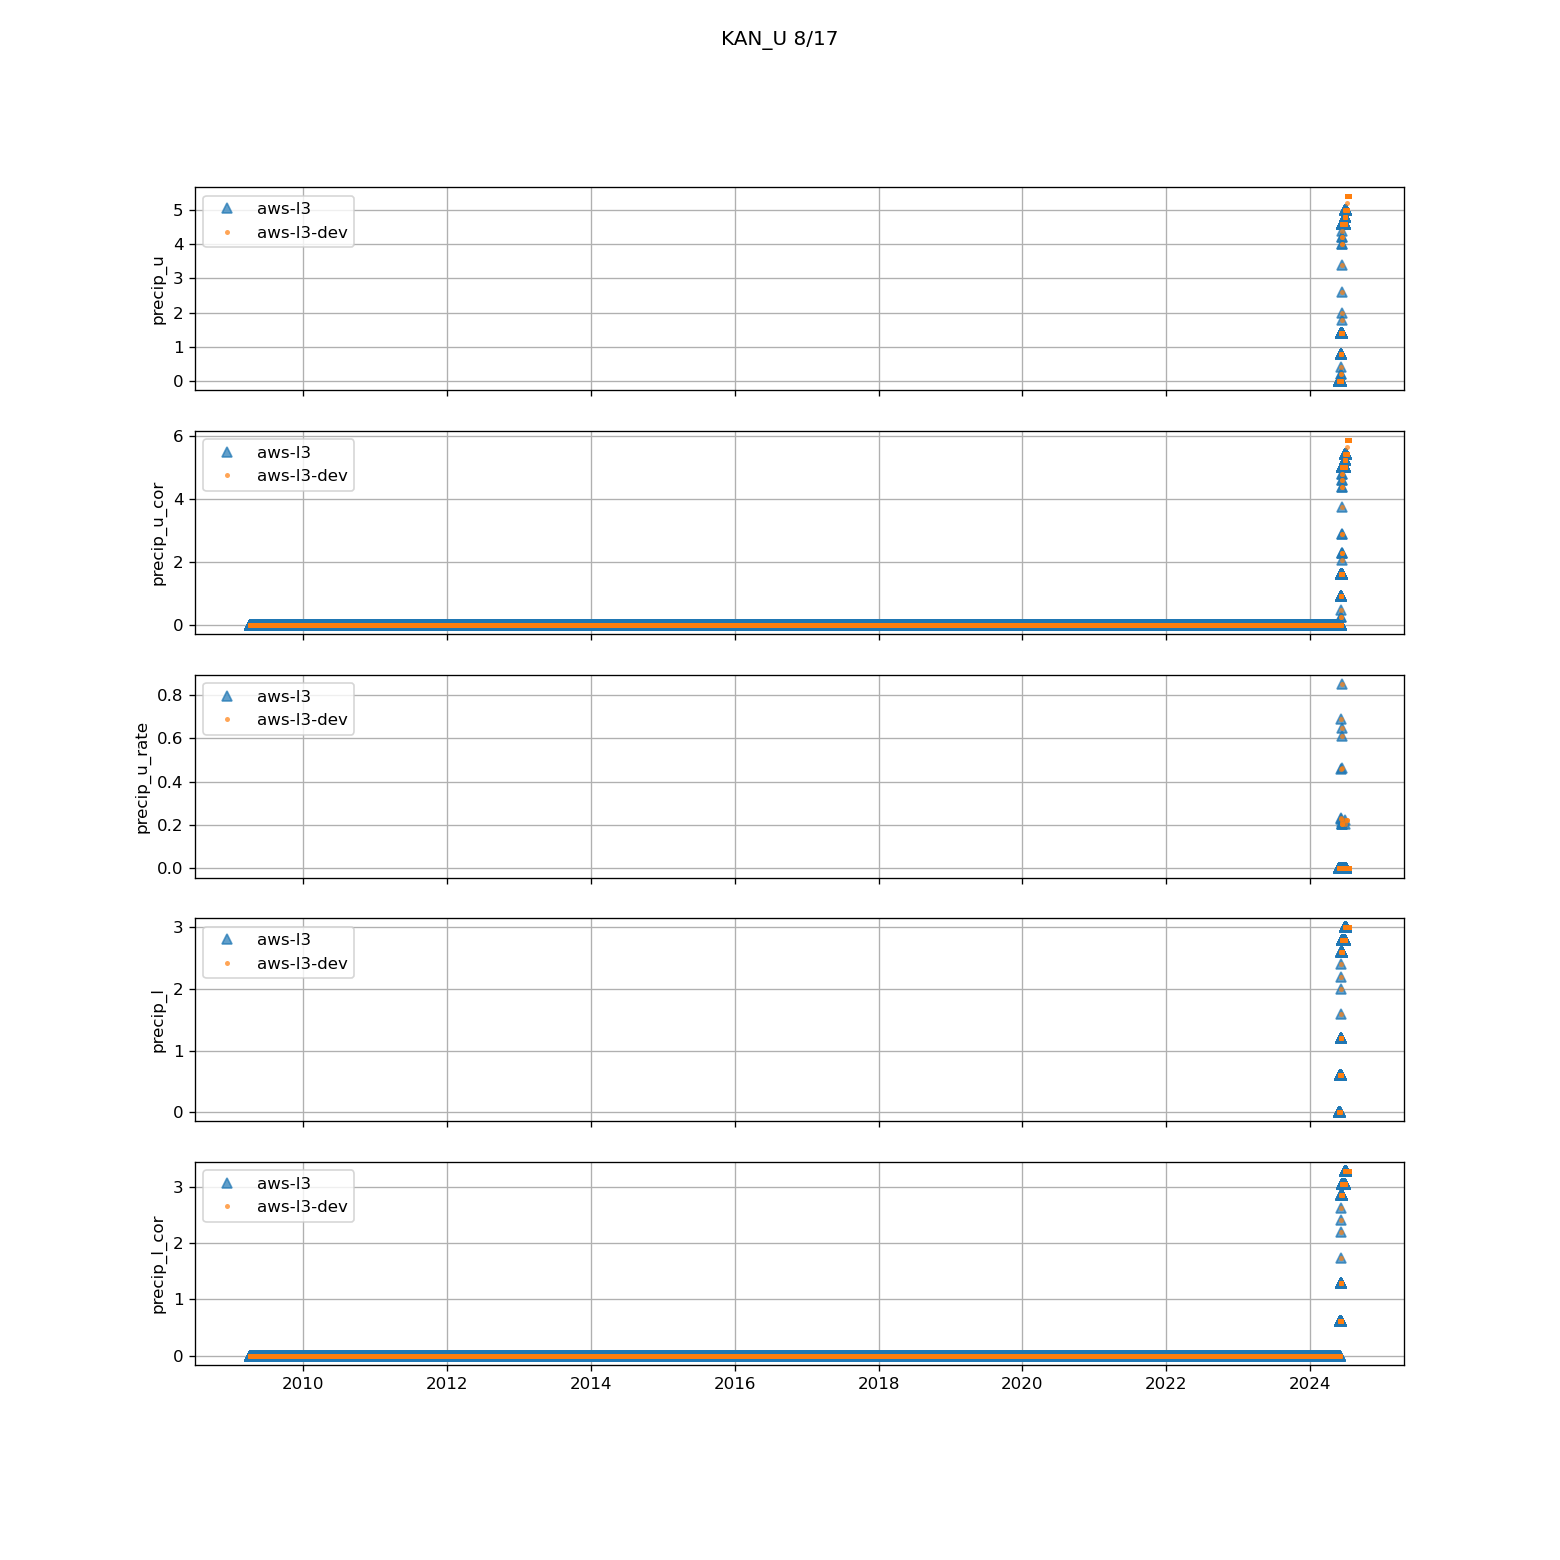 KAN_U 8/17
5
4
3
2
1
0
precip_u
aws-l3
aws-l3-dev
6
4
2
0
precip_u_cor
aws-l3
aws-l3-dev
0.8
0.6
0.4
0.2
0.0
precip_u_rate
aws-l3
aws-l3-dev
3
2
1
0
precip_l
aws-l3
aws-l3-dev
3
2
1
0
precip_l_cor
aws-l3
aws-l3-dev
2010 2012 2014 2016 2018 2020 2022 2024